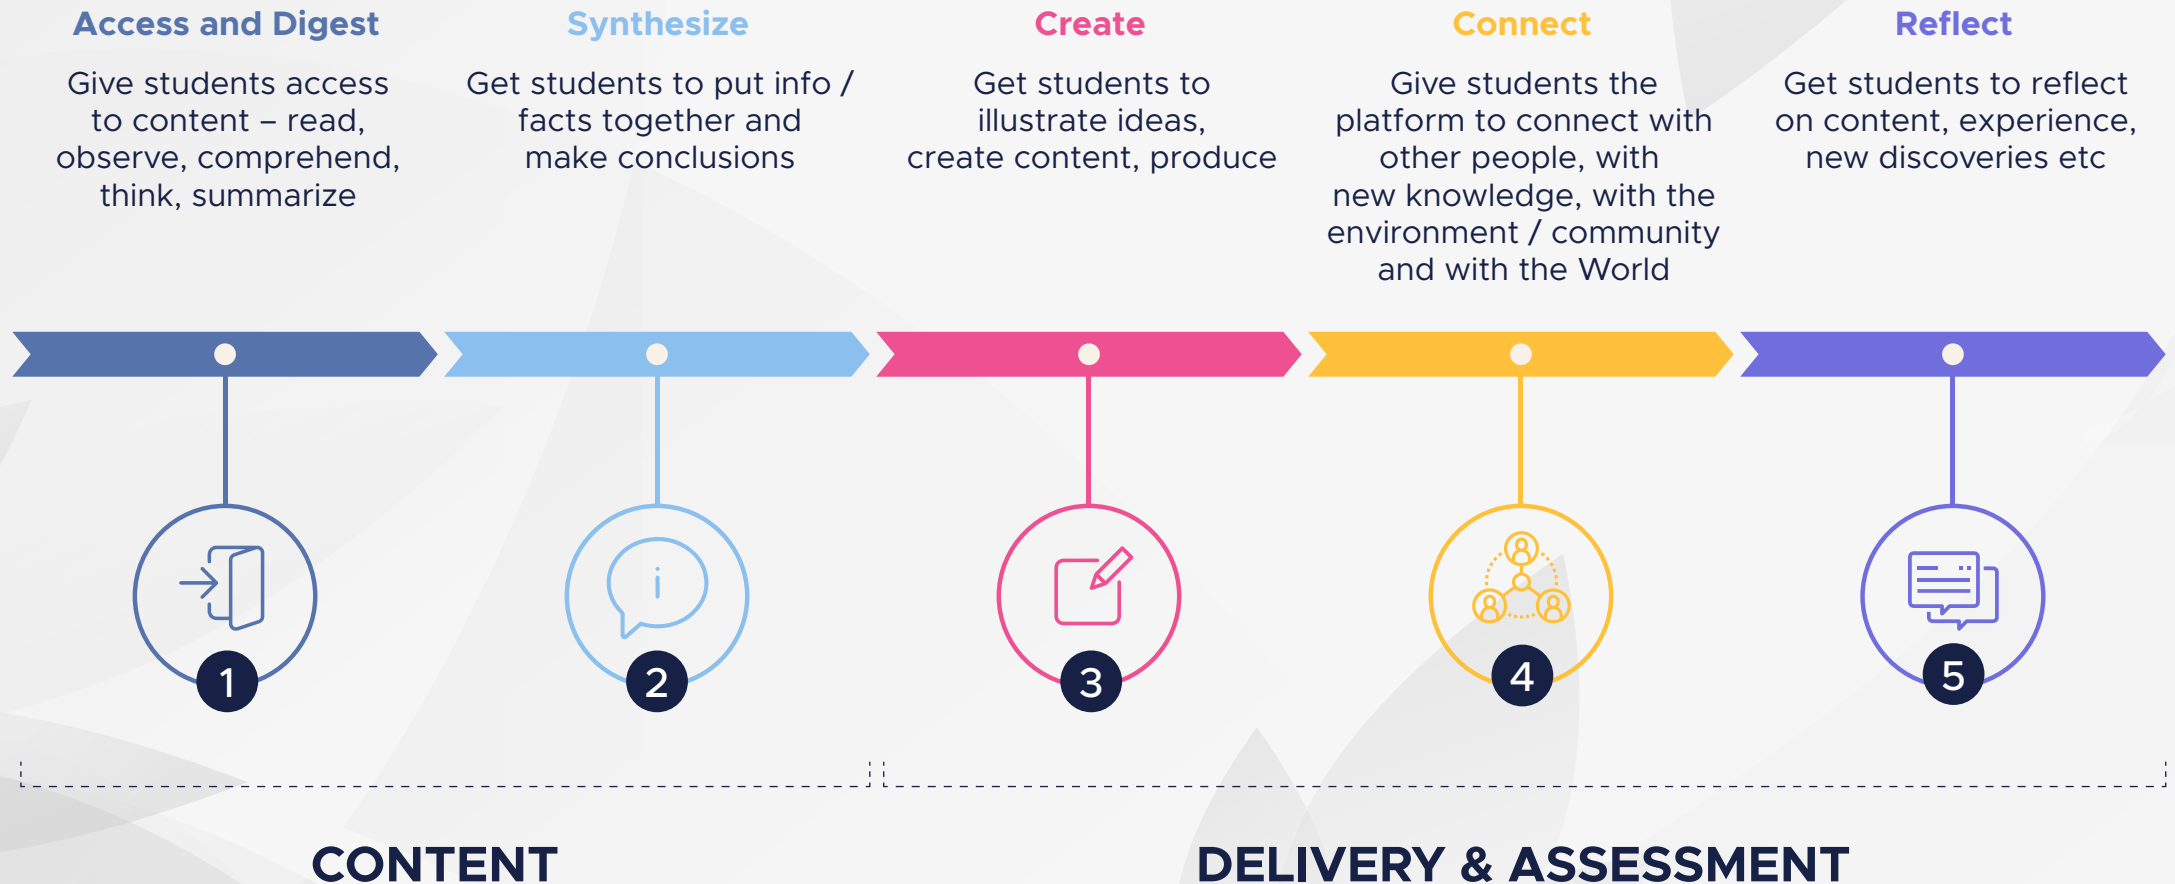 Access and Digest
Give students access
to content – read,
observe, comprehend,
think, summarize
Synthesize
Get students to put info /
facts together and
make conclusions
Create
Get students to
illustrate ideas,
create content, produce
Connect
Give students the
platform to connect with
other people, with
new knowledge, with the
environment / community
and with the World
Reflect
Get students to reflect
on content, experience,
new discoveries etc
i
1
2
3
4
5
CONTENT
DELIVERY & ASSESSMENT